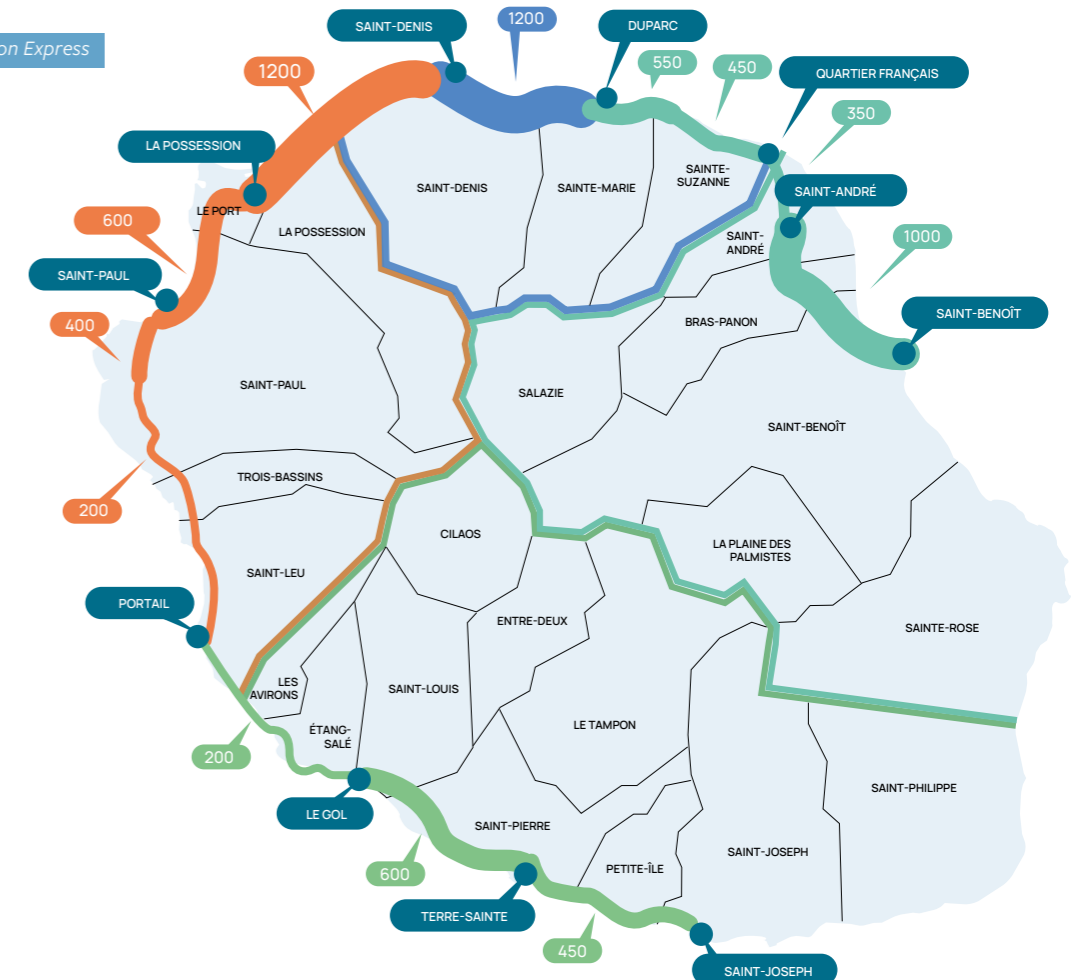 on Express
SAINT-DENIS
1200
DUPARC
550
450
QUARTIER FRANÇAIS
1200
350
LA POSSESSION
SAINT-DENIS
SAINTE-MARIE
SAINTE-
SUZANNE
SAINT-ANDRÉ
LE PORT
600
LA POSSESSION
SAINT-
ANDRÉ
1000
SAINT-PAUL
400
BRAS-PANON
SAINT-BENOÎT
SAINT-PAUL
SALAZIE
SAINT-BENOÎT
TROIS-BASSINS
200
CILAOS
LA PLAINE DES
PALMISTES
SAINT-LEU
PORTAIL
ENTRE-DEUX
SAINTE-ROSE
LES
AVIRONS
SAINT-LOUIS
ÉTANG-
SALÉ
LE TAMPON
200
SAINT-PHILIPPE
LE GOL
SAINT-PIERRE
SAINT-JOSEPH
600
PETITE-ÎLE
TERRE-SAINTE
450
SAINT-JOSEPH